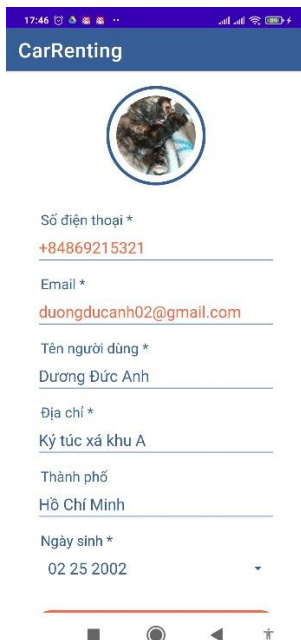 17:46
CarRenting
Số điện thoại *
+84869215321
Email *
duongducanh02@gmail.com
Tên người dùng *
Dương Đức Anh
Địa chỉ *
Ký túc xá khu A
Thành phố
Hồ Chí Minh
Ngày sinh *
02 25 2002